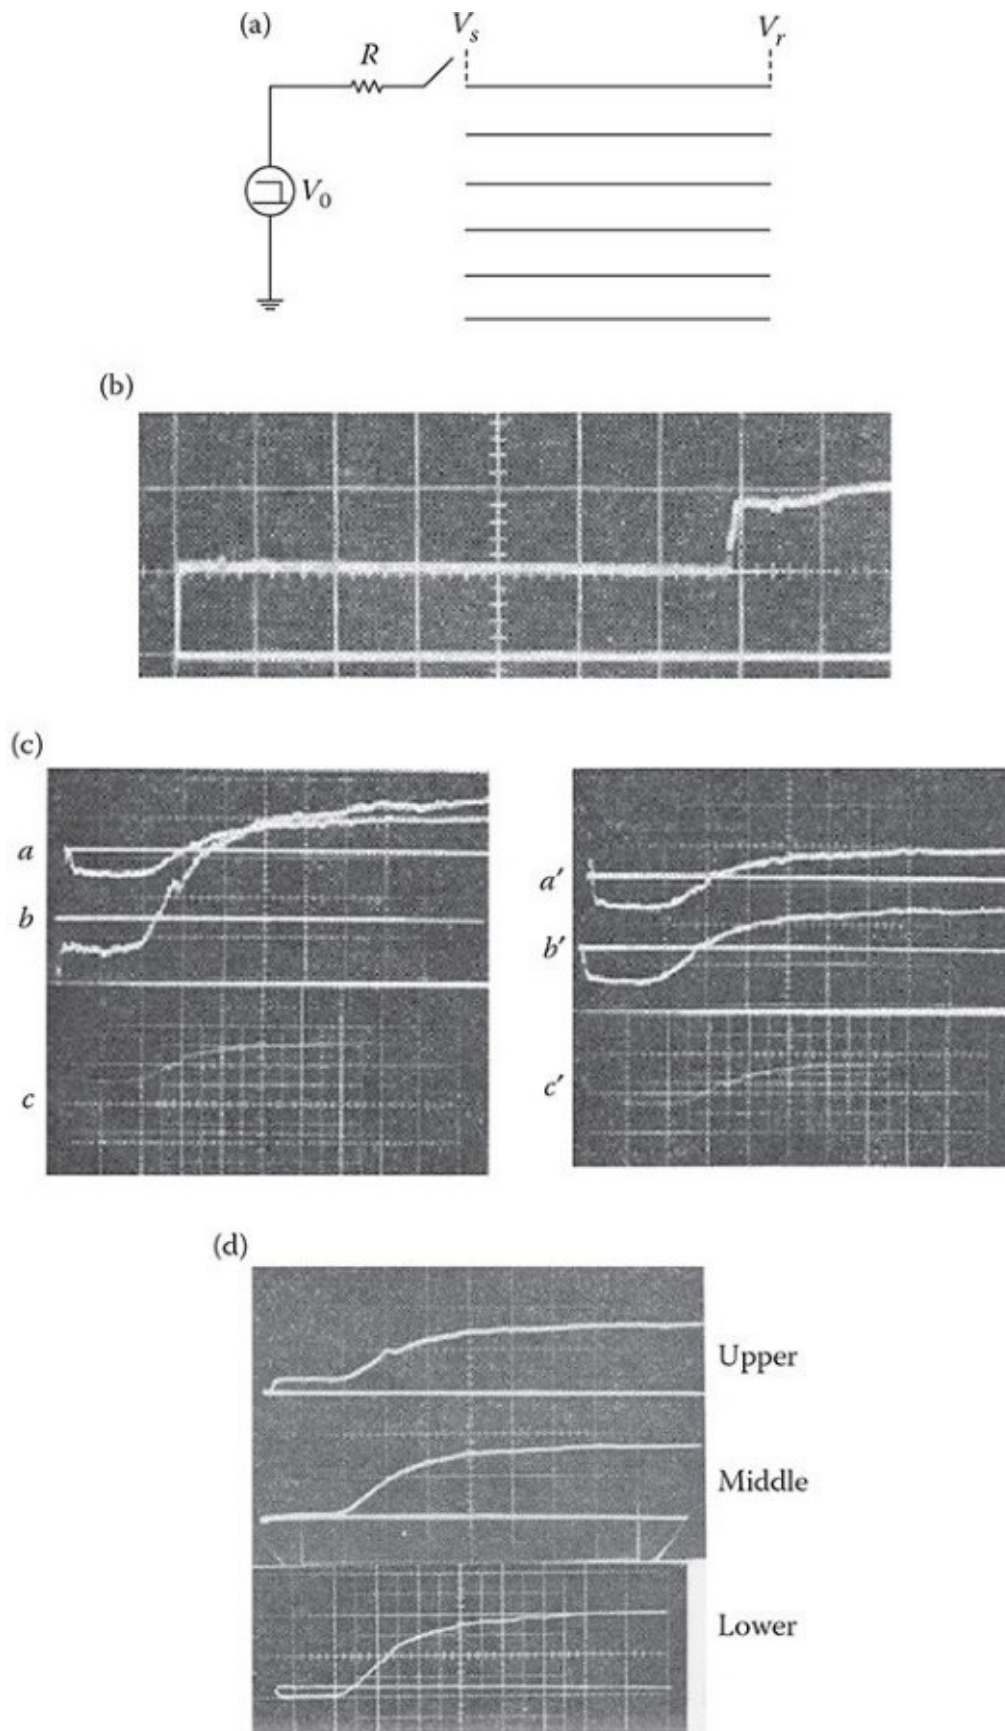 (a)
V_s
V_r
R
V_0
(b)
(c)
a
b
c
a′
b′
c′
(d)
Upper
Middle
Lower